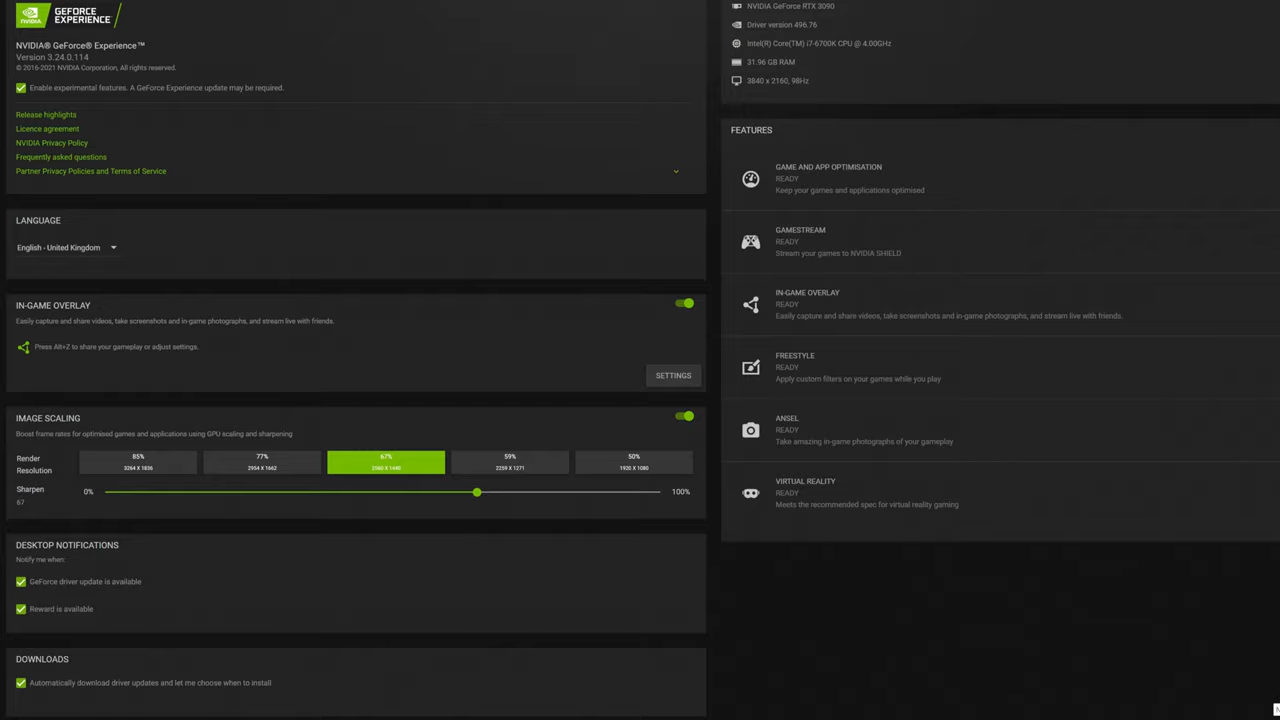 NVIDIA
GEFORCE
EXPERIENCE
NVIDIA® GeForce® Experience™
Version 3.24.0.114
© 2016-2021 NVIDIA Corporation, All rights reserved.
Enable experimental features. A GeForce Experience update may be required.
Release highlights
Licence agreement
NVIDIA Privacy Policy
Frequently asked questions
Partner Privacy Policies and Terms of Service
LANGUAGE
English - United Kingdom
IN-GAME OVERLAY
Easily capture and share videos, take screenshots and in-game photographs, and stream live with friends.
Press Alt+Z to share your gameplay or adjust settings.
SETTINGS
IMAGE SCALING
Boost frame rates for optimised games and applications using GPU scaling and sharpening
Render
Resolution
85%
3264 X 1836
77%
2954 X 1662
67%
2560 X 1440
59%
2259 X 1271
50%
1920 X 1080
Sharpen
67
0%
100%
DESKTOP NOTIFICATIONS
Notify me when:
GeForce driver update is available
Reward is available
DOWNLOADS
Automatically download driver updates and let me choose when to install
NVIDIA GeForce RTX 3090
Driver version 496.76
Intel(R) Core(TM) i7-6700K CPU @ 4.00GHz
31.96 GB RAM
3840 x 2160, 98Hz
FEATURES
GAME AND APP OPTIMISATION
READY
Keep your games and applications optimised
GAMESTREAM
READY
Stream your games to NVIDIA SHIELD
IN-GAME OVERLAY
READY
Easily capture and share videos, take screenshots and in-game photographs, and stream live with friends.
FREESTYLE
READY
Apply custom filters on your games while you play
ANSEL
READY
Take amazing in-game photographs of your gameplay
VIRTUAL REALITY
READY
Meets the recommended spec for virtual reality gaming